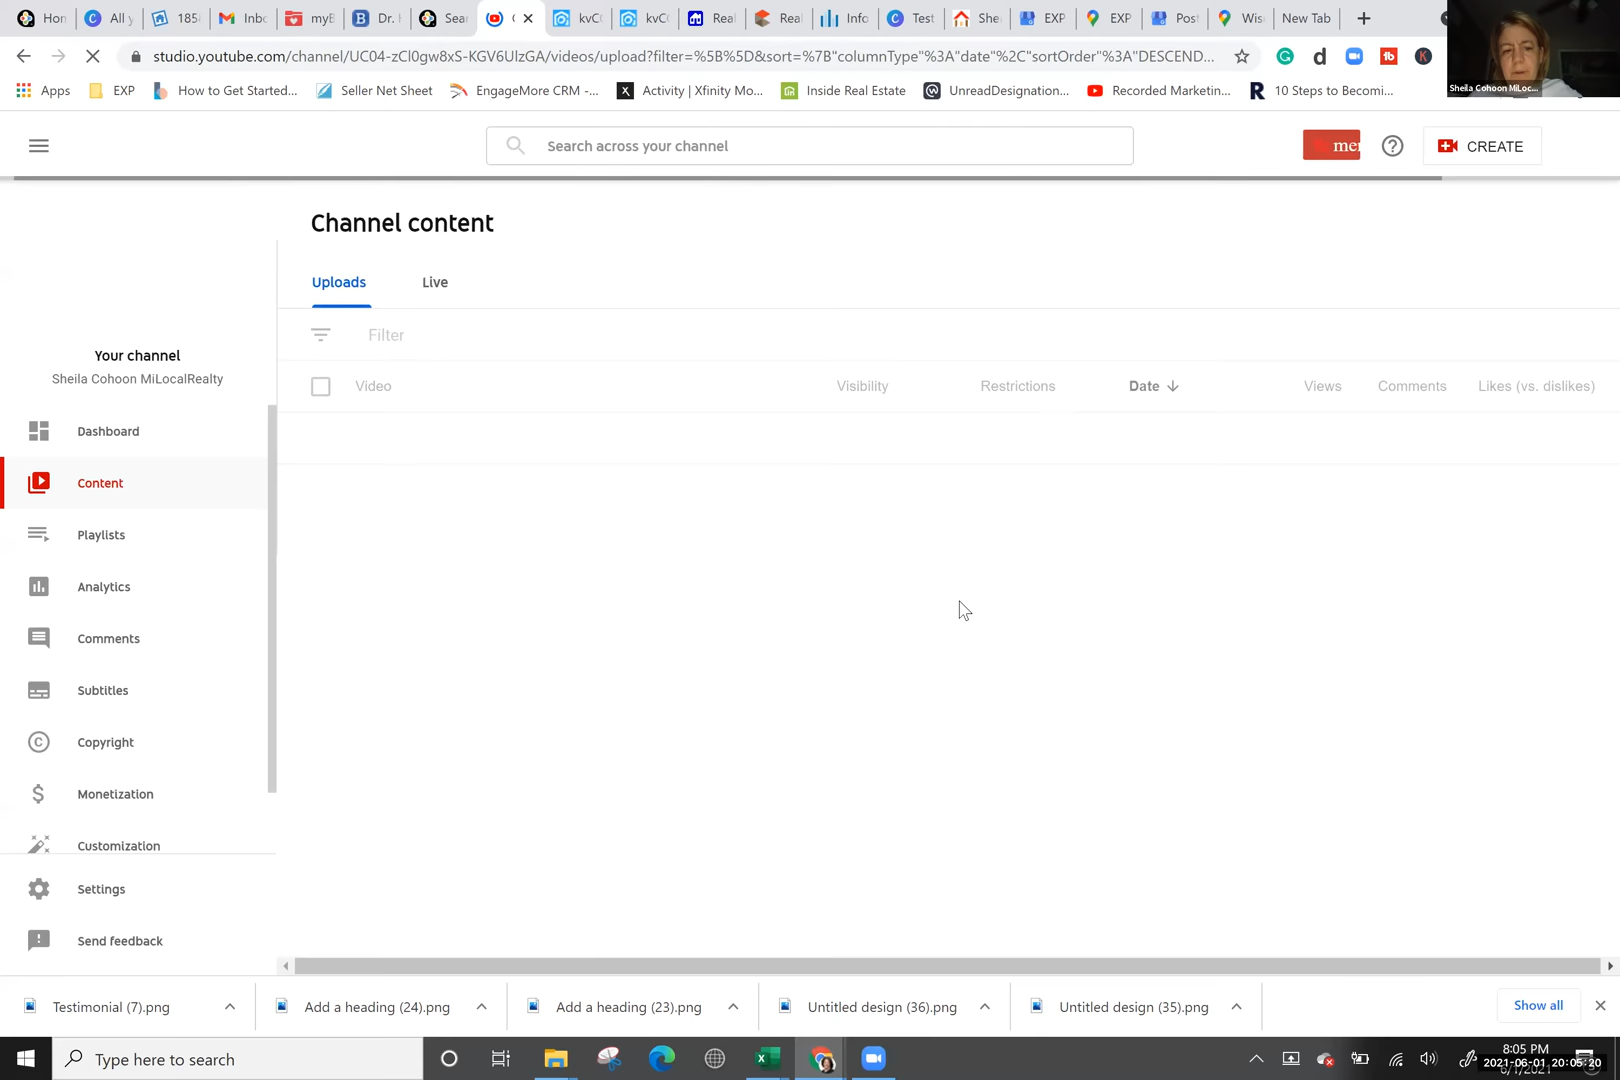 Hon
All y
185
Inbo
myB
Dr. H
Sear
kvC
kvC
Real
Rea
Info
Test
She
EXP
EXP
Post
Wis
New Tab
studio.youtube.com/channel/UC04-zCl0gw8xS-KGV6UIzGA/videos/upload?filter=%5B%5D&sort=%7B"columnType"%3A"date"%2C"sortOrder"%3A"DESCEND...
Sheila Cohoon MiLoc...
Apps
EXP
How to Get Started...
Seller Net Sheet
EngageMore CRM -...
Activity | Xfinity Mo...
Inside Real Estate
UnreadDesignation...
Recorded Marketin...
10 Steps to Becomi...
Search across your channel
mer
CREATE
Channel content
Uploads
Live
Filter
Your channel
Sheila Cohoon MiLocalRealty
Video
Visibility
Restrictions
Date
Views
Comments
Likes (vs. dislikes)
Dashboard
Content
Playlists
Analytics
Comments
Subtitles
Copyright
Monetization
Customization
Settings
Send feedback
Testimonial (7).png
Add a heading (24).png
Add a heading (23).png
Untitled design (36).png
Untitled design (35).png
Show all
Type here to search
8:05 PM
2021-06-01 20:05:20